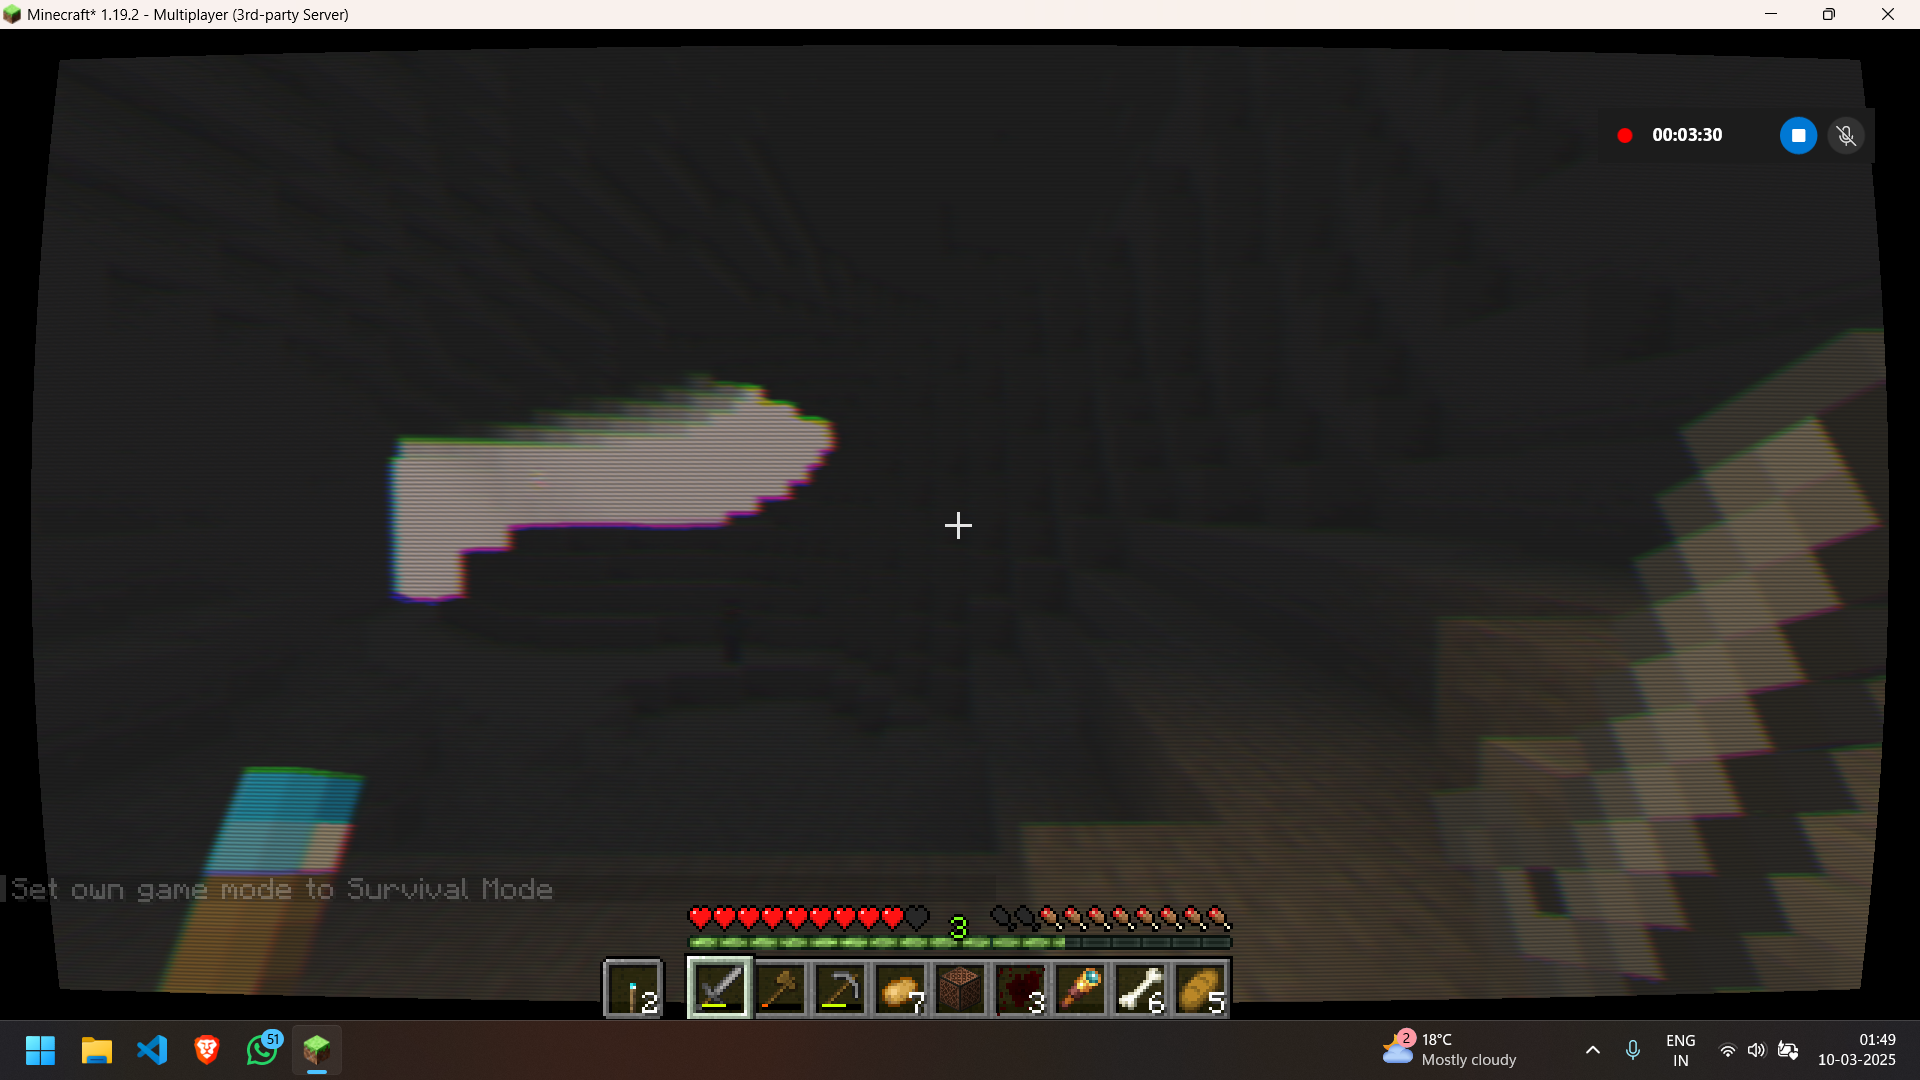 Minecraft* 1.19.2 - Multiplayer (3rd-party Server)
00:03:30
Set own game mode to Survival Mode
3
2
7
3
6
5
51
2
18°C
Mostly cloudy
ENG
IN
01:49
10-03-2025